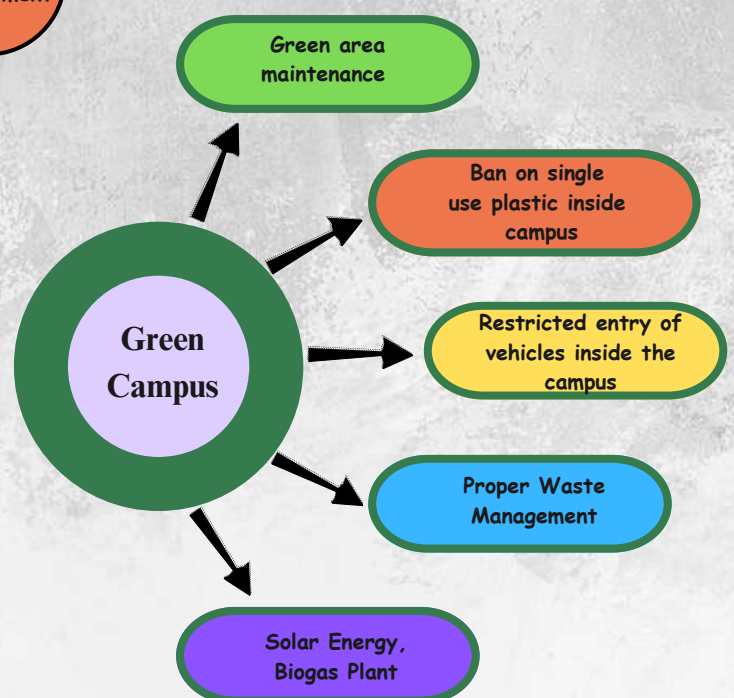 Green area
maintenance
Ban on single
use plastic inside
campus
Restricted entry of
vehicles inside the
campus
Green
Campus
Proper Waste
Management
Solar Energy,
Biogas Plant